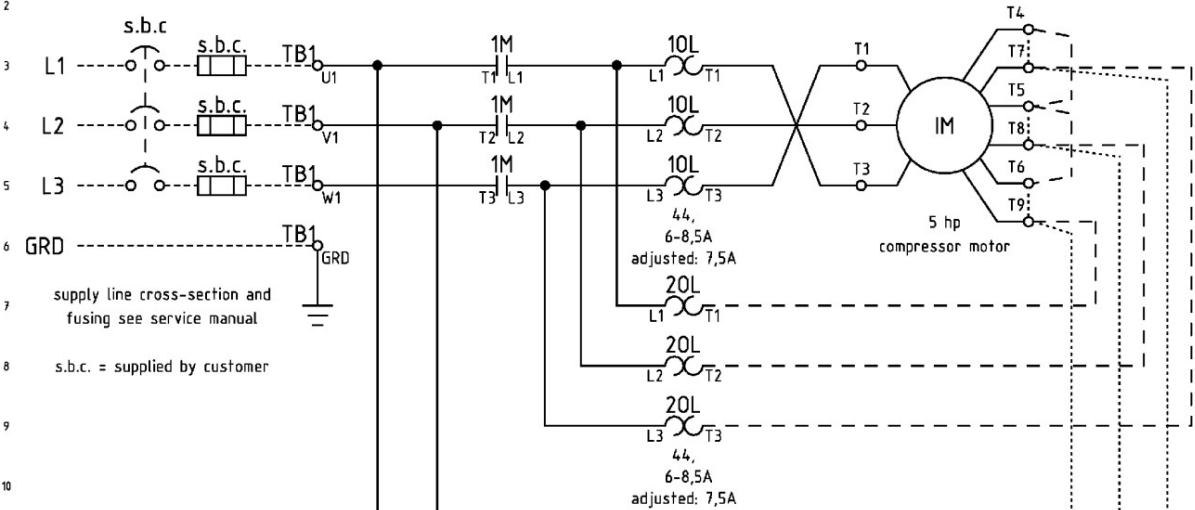 2
s.b.c
T4
3
L1
s.b.c.
TB1
U1
1M
T1
L1
10L
L1
T1
T1
T7
4
L2
s.b.c.
TB1
V1
1M
T2
L2
10L
L2
T2
T2
IM
T5
T8
5
L3
s.b.c.
TB1
W1
1M
T3
L3
10L
L3
T3
T3
T6
T9
44,
6-8,5A
adjusted: 7,5A
5 hp
compressor motor
6
GRD
TB1
GRD
7
supply line cross-section and
fusing see service manual
20L
L1
T1
8
s.b.c. = supplied by customer
20L
L2
T2
9
20L
L3
T3
44,
6-8,5A
adjusted: 7,5A
10